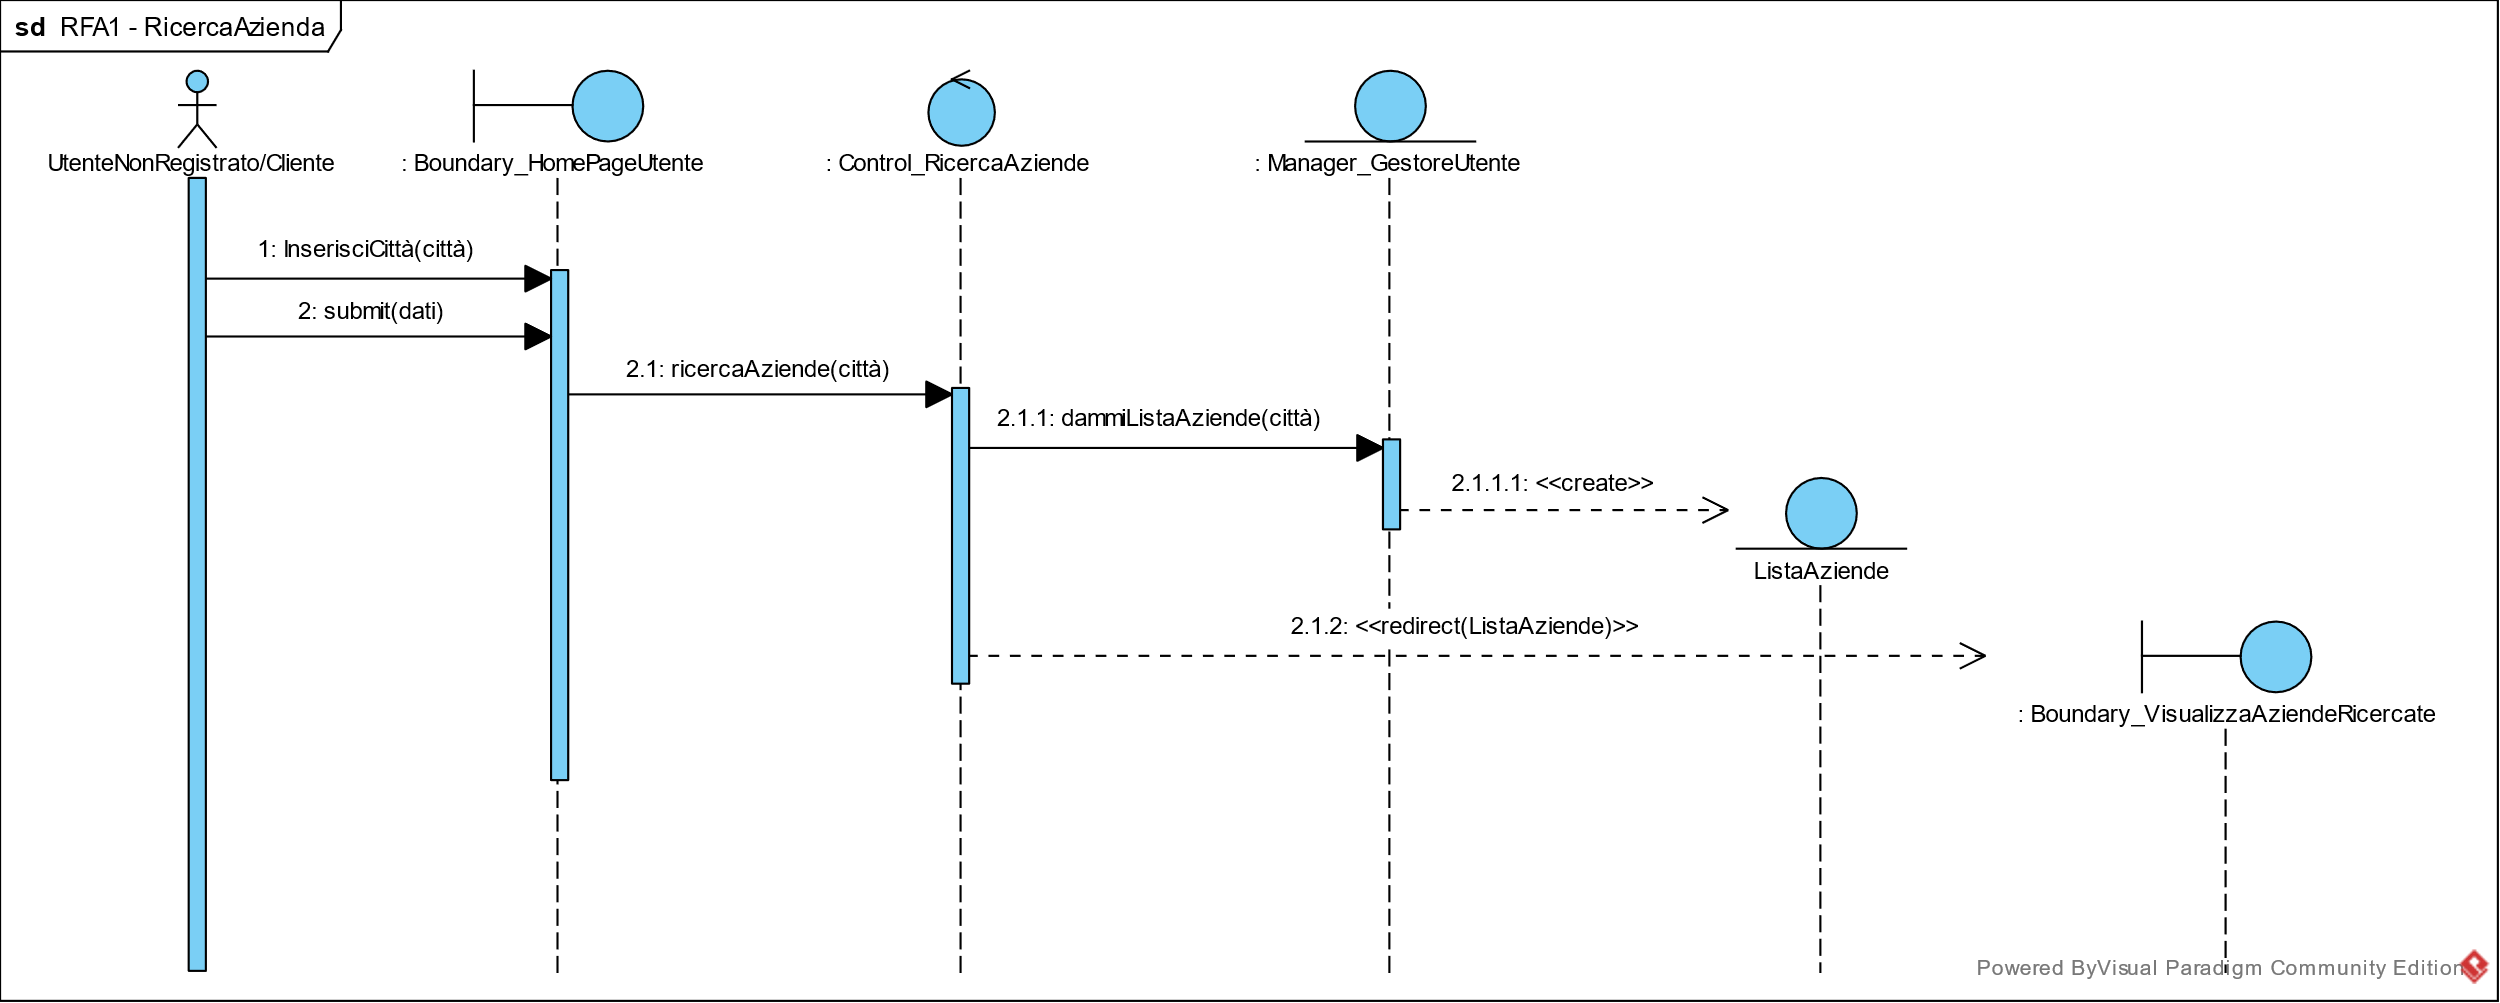 sd RFA1 - RicercaAzienda
UtenteNonRegistrato/Cliente
: Boundary_HomePageUtente
: Control_RicercaAziende
: Manager_GestoreUtente
1: InserisciCittà(città)
2: submit(dati)
2.1: ricercaAziende(città)
2.1.1: dammiListaAziende(città)
2.1.1.1: <<create>>
ListaAziende
2.1.2: <<redirect(ListaAziende)>>
: Boundary_VisualizzaAziendeRicercate
Powered ByVisual Paradigm Community Edition